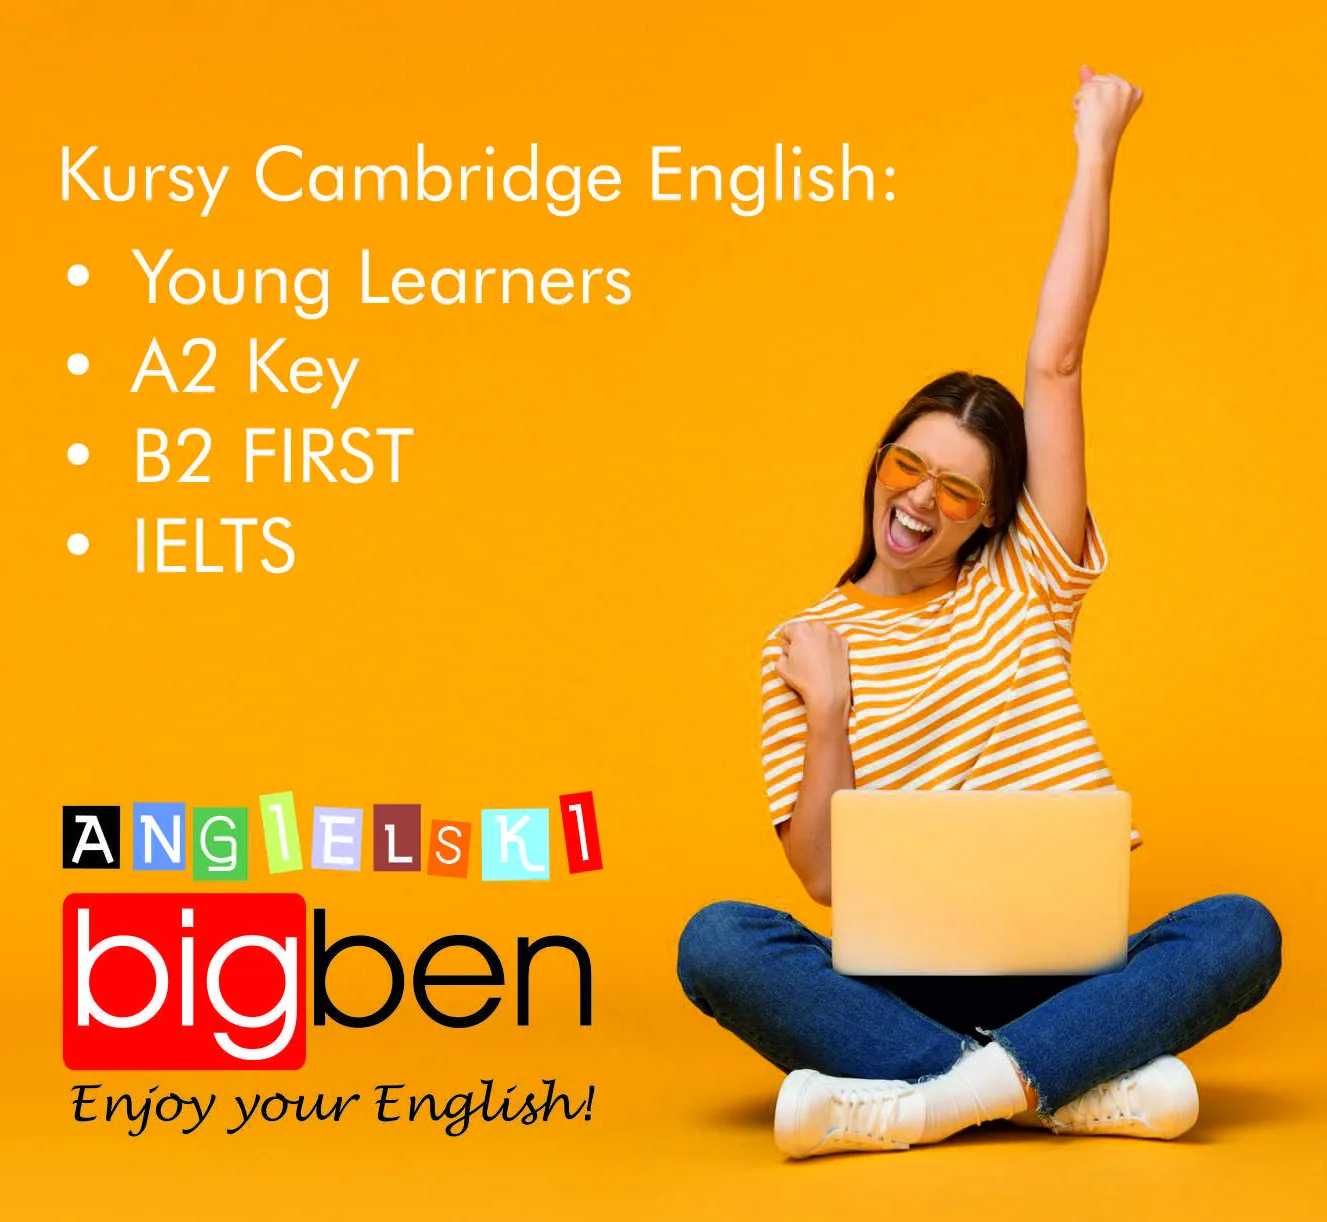 Kursy Cambridge English:
• Young Learners
• A2 Key
• B2 FIRST
• IELTS
ANGIELSKI
bigben
Enjoy your English!